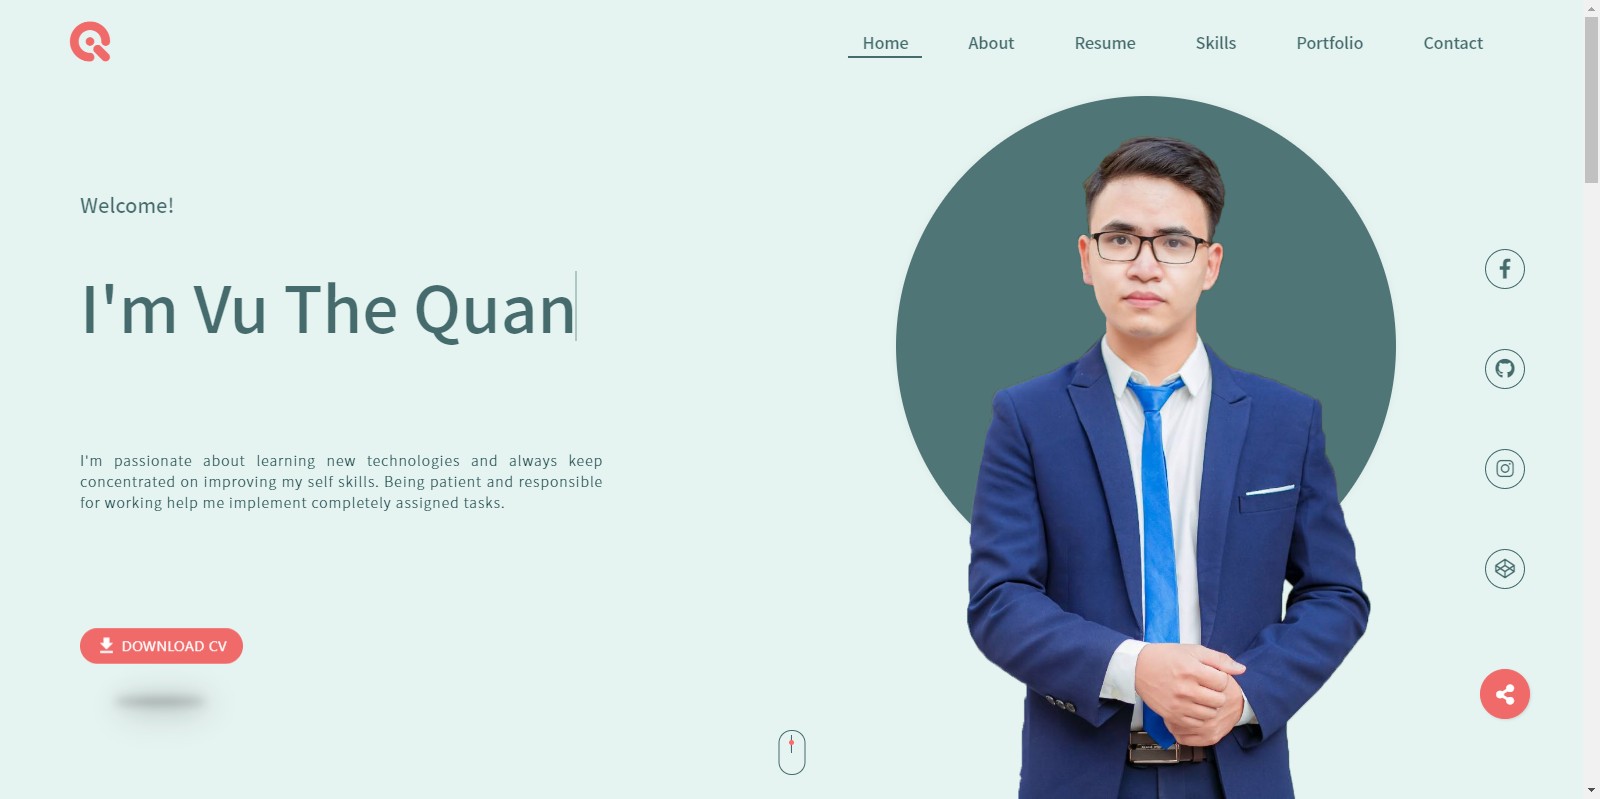 Home About Resume Skills Portfolio Contact
Welcome!
I'm Vu The Quan
I'm passionate about learning new technologies and always keep
concentrated on improving my self skills. Being patient and responsible
for working help me implement completely assigned tasks.
DOWNLOAD CV